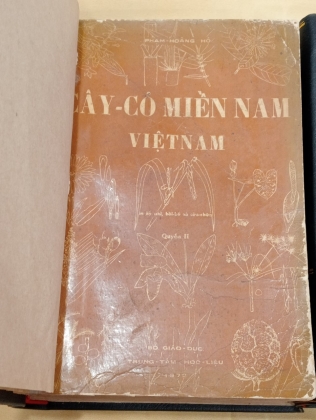 PHẠM-HOÀNG HỘ
CÂY-CỎ MIỀN NAM
VIỆTNAM
Quyển II
BỘ GIÁO-DỤC
TRUNG-TÂM HỌC-LIỆU